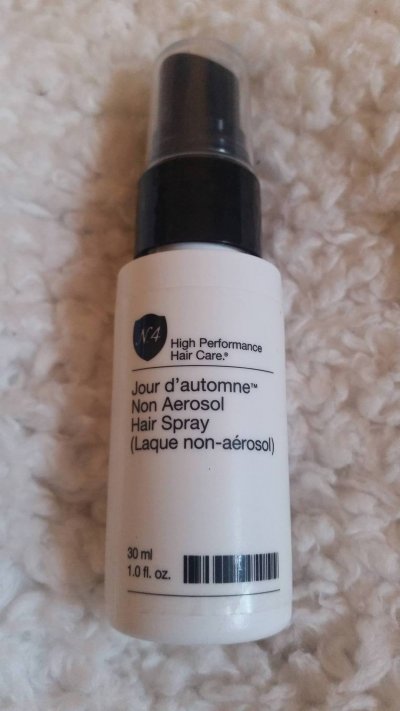 N4
High Performance
Hair Care.®
Jour d'automne™
Non Aerosol
Hair Spray
(Laque non-aérosol)
30 ml
1.0 fl. oz.